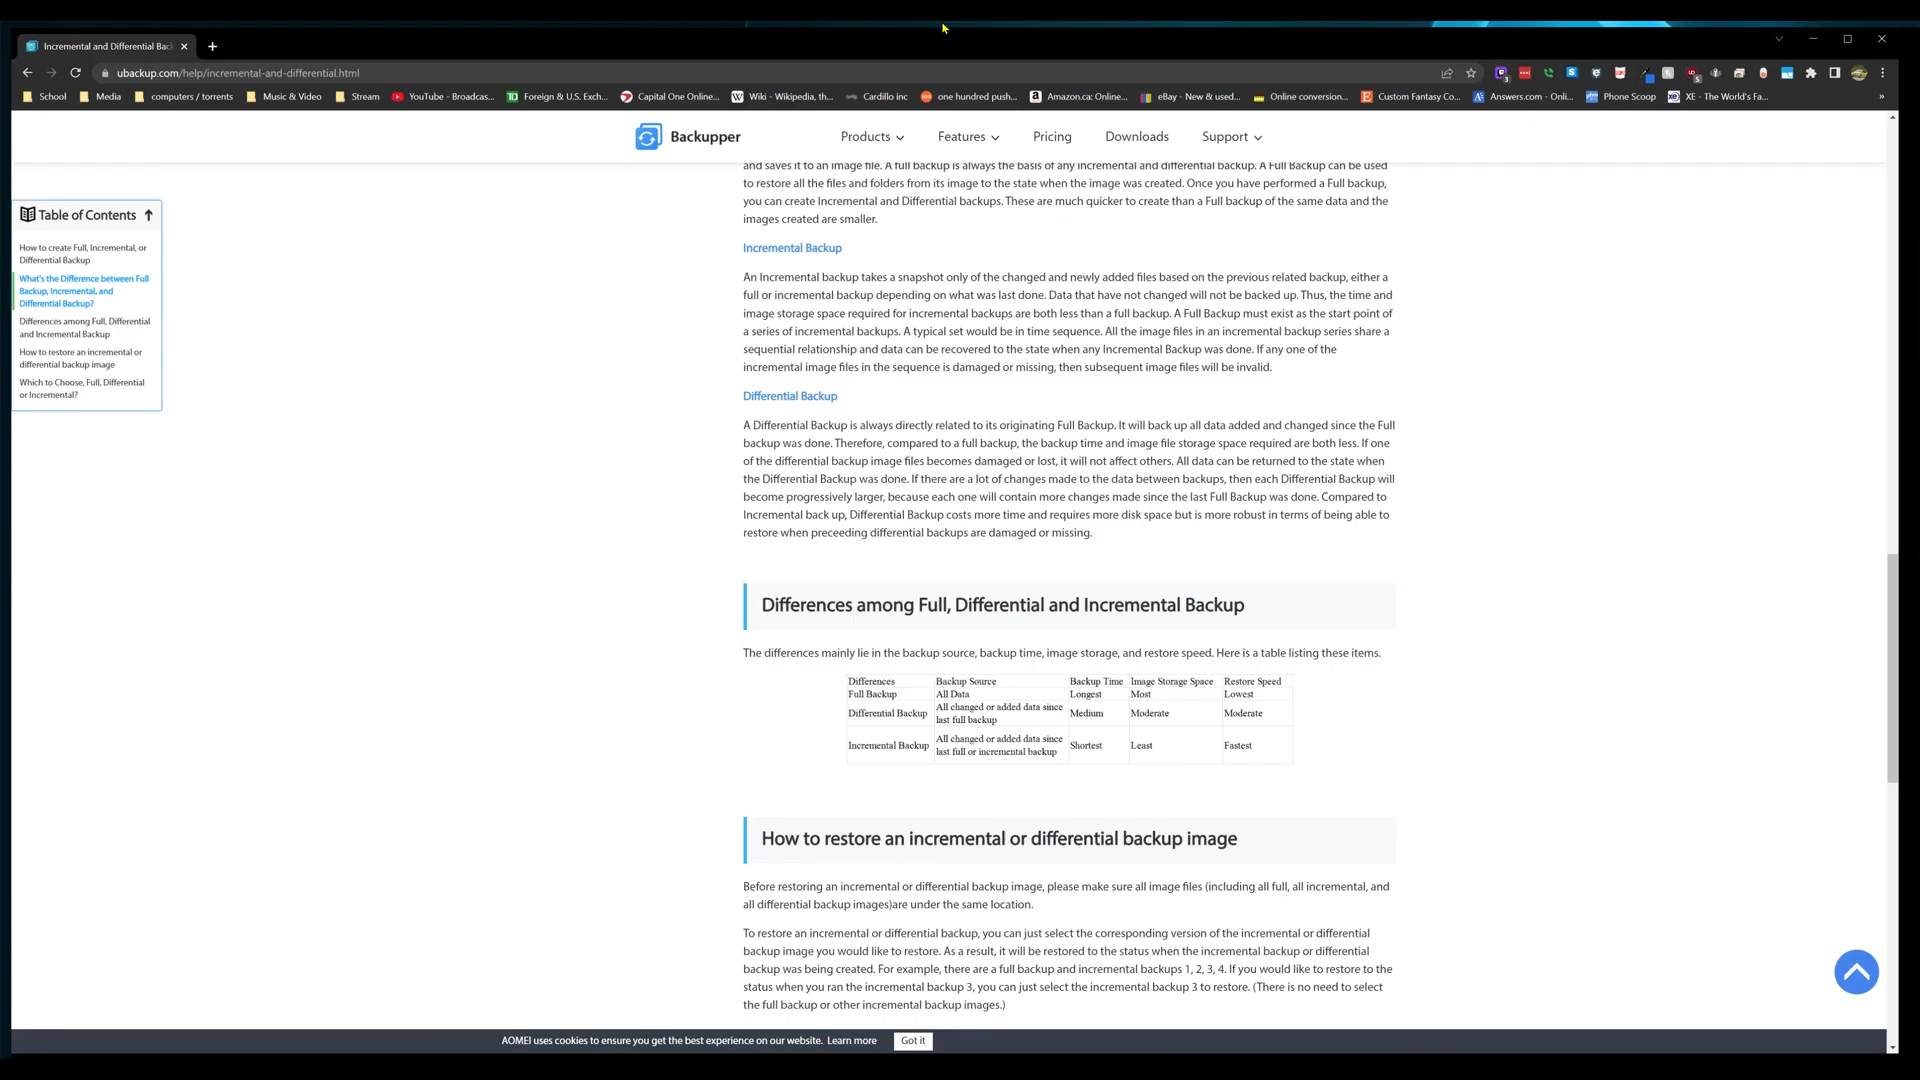 Incremental and Differential Bac
ubackup.com/help/incremental-and-differential.html
School Media computers / torrents Music & Video Stream YouTube - Broadcas... Foreign & U.S. Exch... Capital One Online... Wiki - Wikipedia, th... Cardillo inc one hundred push... Amazon.ca: Online... eBay - New & used... Online conversion... Custom Fantasy Co... Answers.com - Onli... Phone Scoop XE - The World's Fa... »
Backupper Products Features Pricing Downloads Support
Table of Contents
How to create Full, Incremental, or
Differential Backup
What's the Difference between Full
Backup, Incremental, and
Differential Backup?
Differences among Full, Differential
and Incremental Backup
How to restore an incremental or
differential backup image
Which to Choose, Full, Differential
or Incremental?
and saves it to an image file. A full backup is always the basis of any incremental and differential backup. A Full Backup can be used
to restore all the files and folders from its image to the state when the image was created. Once you have performed a Full backup,
you can create Incremental and Differential backups. These are much quicker to create than a Full backup of the same data and the
images created are smaller.
Incremental Backup
An Incremental backup takes a snapshot only of the changed and newly added files based on the previous related backup, either a
full or incremental backup depending on what was last done. Data that have not changed will not be backed up. Thus, the time and
image storage space required for incremental backups are both less than a full backup. A Full Backup must exist as the start point of
a series of incremental backups. A typical set would be in time sequence. All the image files in an incremental backup series share a
sequential relationship and data can be recovered to the state when any Incremental Backup was done. If any one of the
incremental image files in the sequence is damaged or missing, then subsequent image files will be invalid.
Differential Backup
A Differential Backup is always directly related to its originating Full Backup. It will back up all data added and changed since the Full
backup was done. Therefore, compared to a full backup, the backup time and image file storage space required are both less. If one
of the differential backup image files becomes damaged or lost, it will not affect others. All data can be returned to the state when
the Differential Backup was done. If there are a lot of changes made to the data between backups, then each Differential Backup will
become progressively larger, because each one will contain more changes made since the last Full Backup was done. Compared to
Incremental back up, Differential Backup costs more time and requires more disk space but is more robust in terms of being able to
restore when preceeding differential backups are damaged or missing.
Differences among Full, Differential and Incremental Backup
The differences mainly lie in the backup source, backup time, image storage, and restore speed. Here is a table listing these items.
Differences Backup Source Backup Time Image Storage Space Restore Speed
Full Backup All Data Longest Most Lowest
Differential Backup All changed or added data since last full backup Medium Moderate Moderate
Incremental Backup All changed or added data since last full or incremental backup Shortest Least Fastest
How to restore an incremental or differential backup image
Before restoring an incremental or differential backup image, please make sure all image files (including all full, all incremental, and
all differential backup images)are under the same location.
To restore an incremental or differential backup, you can just select the corresponding version of the incremental or differential
backup image you would like to restore. As a result, it will be restored to the status when the incremental backup or differential
backup was being created. For example, there are a full backup and incremental backups 1, 2, 3, 4. If you would like to restore to the
status when you ran the incremental backup 3, you can just select the incremental backup 3 to restore. (There is no need to select
the full backup or other incremental backup images.)
AOMEI uses cookies to ensure you get the best experience on our website. Learn more Got it